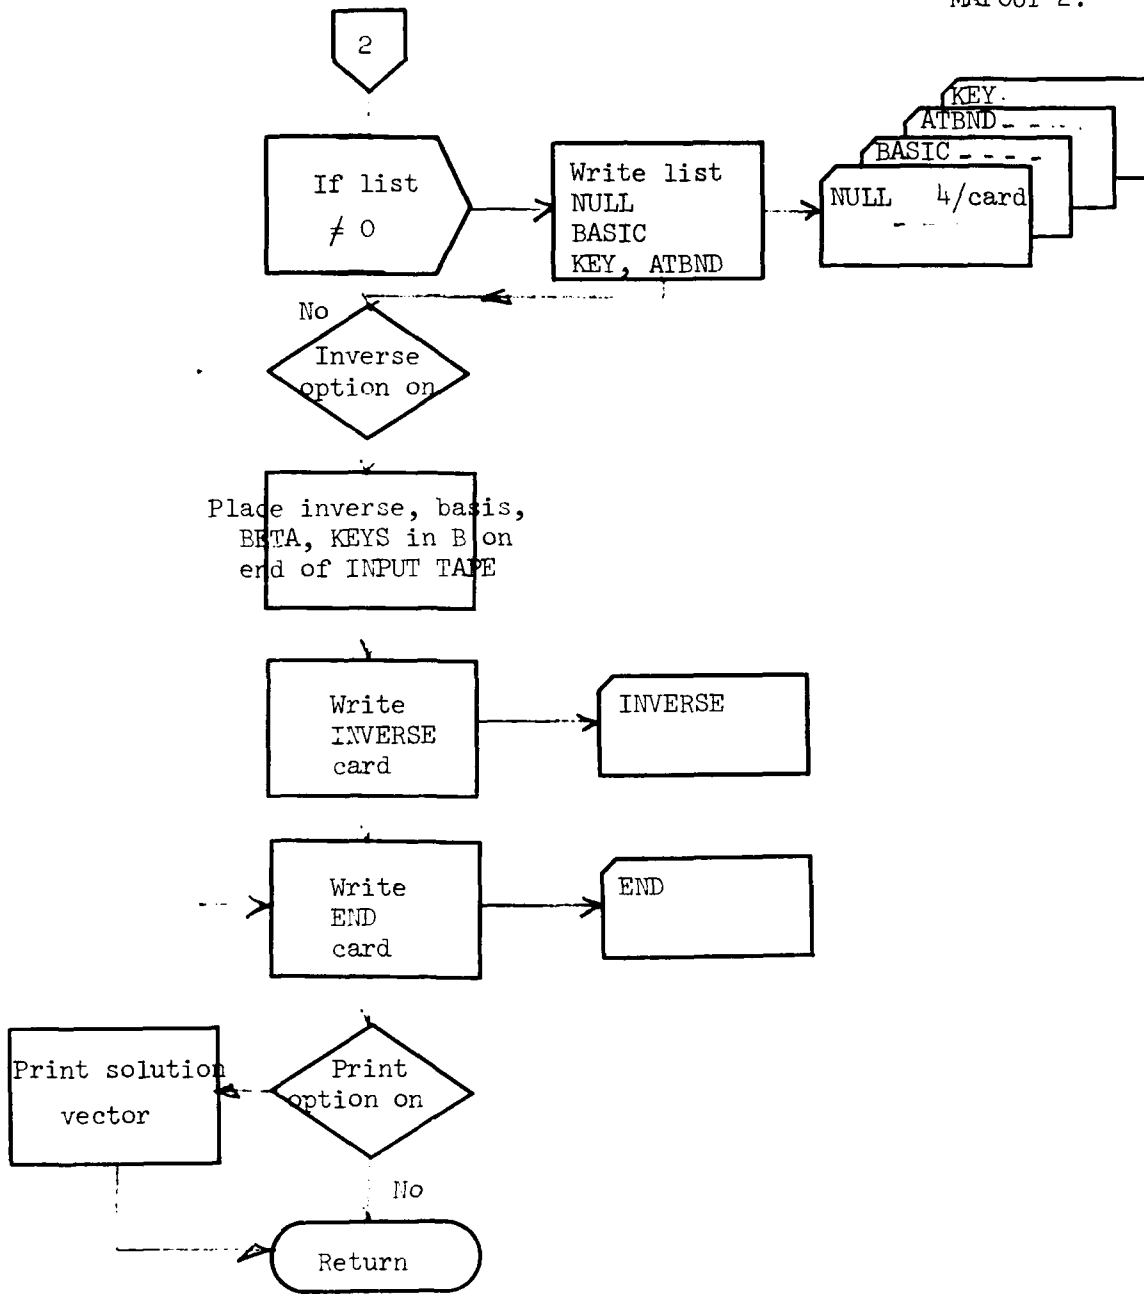 2
KEY
ATBND - - - - -
BASIC - - - -
NULL 4/card
- - -
If list
≠ 0
Write list
NULL
BASIC
KEY, ATBND
No
Inverse
option on
Place inverse, basis,
BETA, KEYS in B on
end of INPUT TAPE
Write
INVERSE
card
INVERSE
Write
END
card
END
Print solution
vector
Print
option on
No
Return